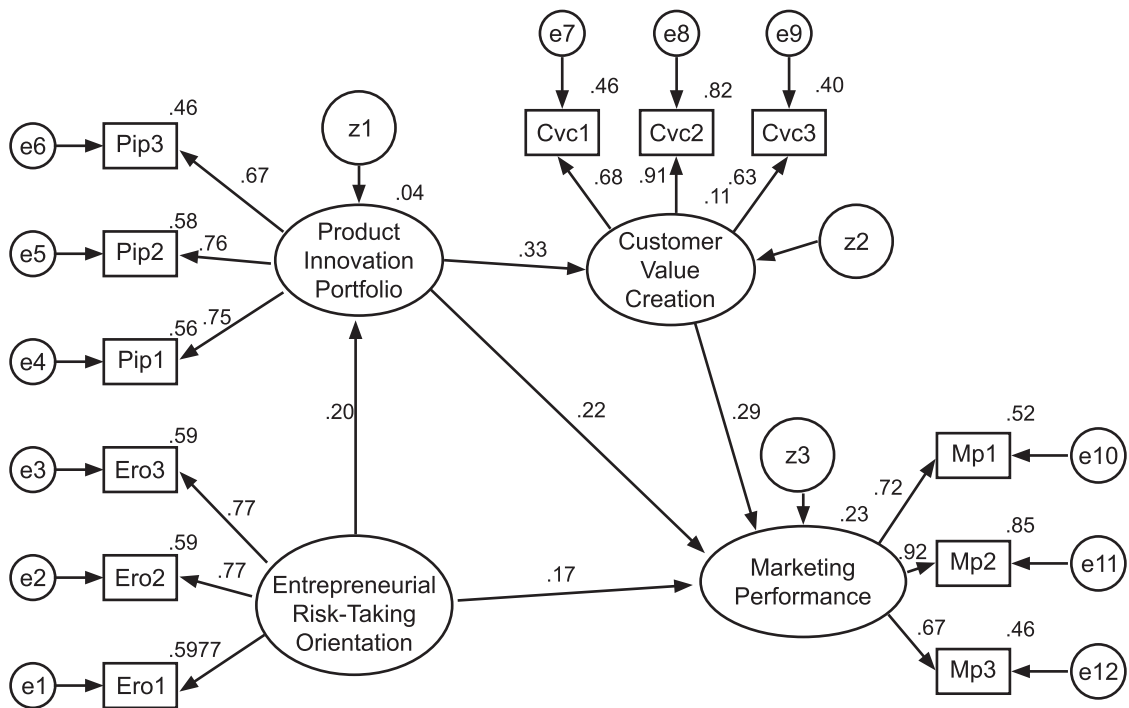 e7
e8
e9
.46
.82
.40
.46
z1
Cvc1
Cvc2
Cvc3
e6
Pip3
.67
.68
.91
.63
.11
.04
.58
Product
Innovation
Portfolio
Customer
Value
Creation
z2
e5
Pip2
.76
.33
.56
.75
e4
Pip1
.20
.22
.29
.52
.59
z3
Mp1
e10
e3
Ero3
.77
.72
.23
.85
.59
.92
Mp2
e11
e2
Ero2
.77
Entrepreneurial
Risk-Taking
Orientation
.17
Marketing
Performance
.67
.46
.5977
e1
Ero1
Mp3
e12